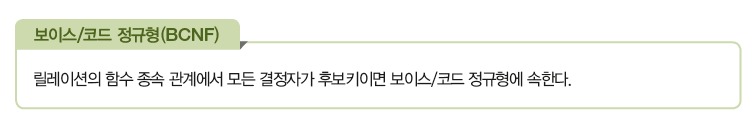 보이스/코드 정규형(BCNF)
릴레이션의 함수 종속 관계에서 모든 결정자가 후보키이면 보이스/코드 정규형에 속한다.